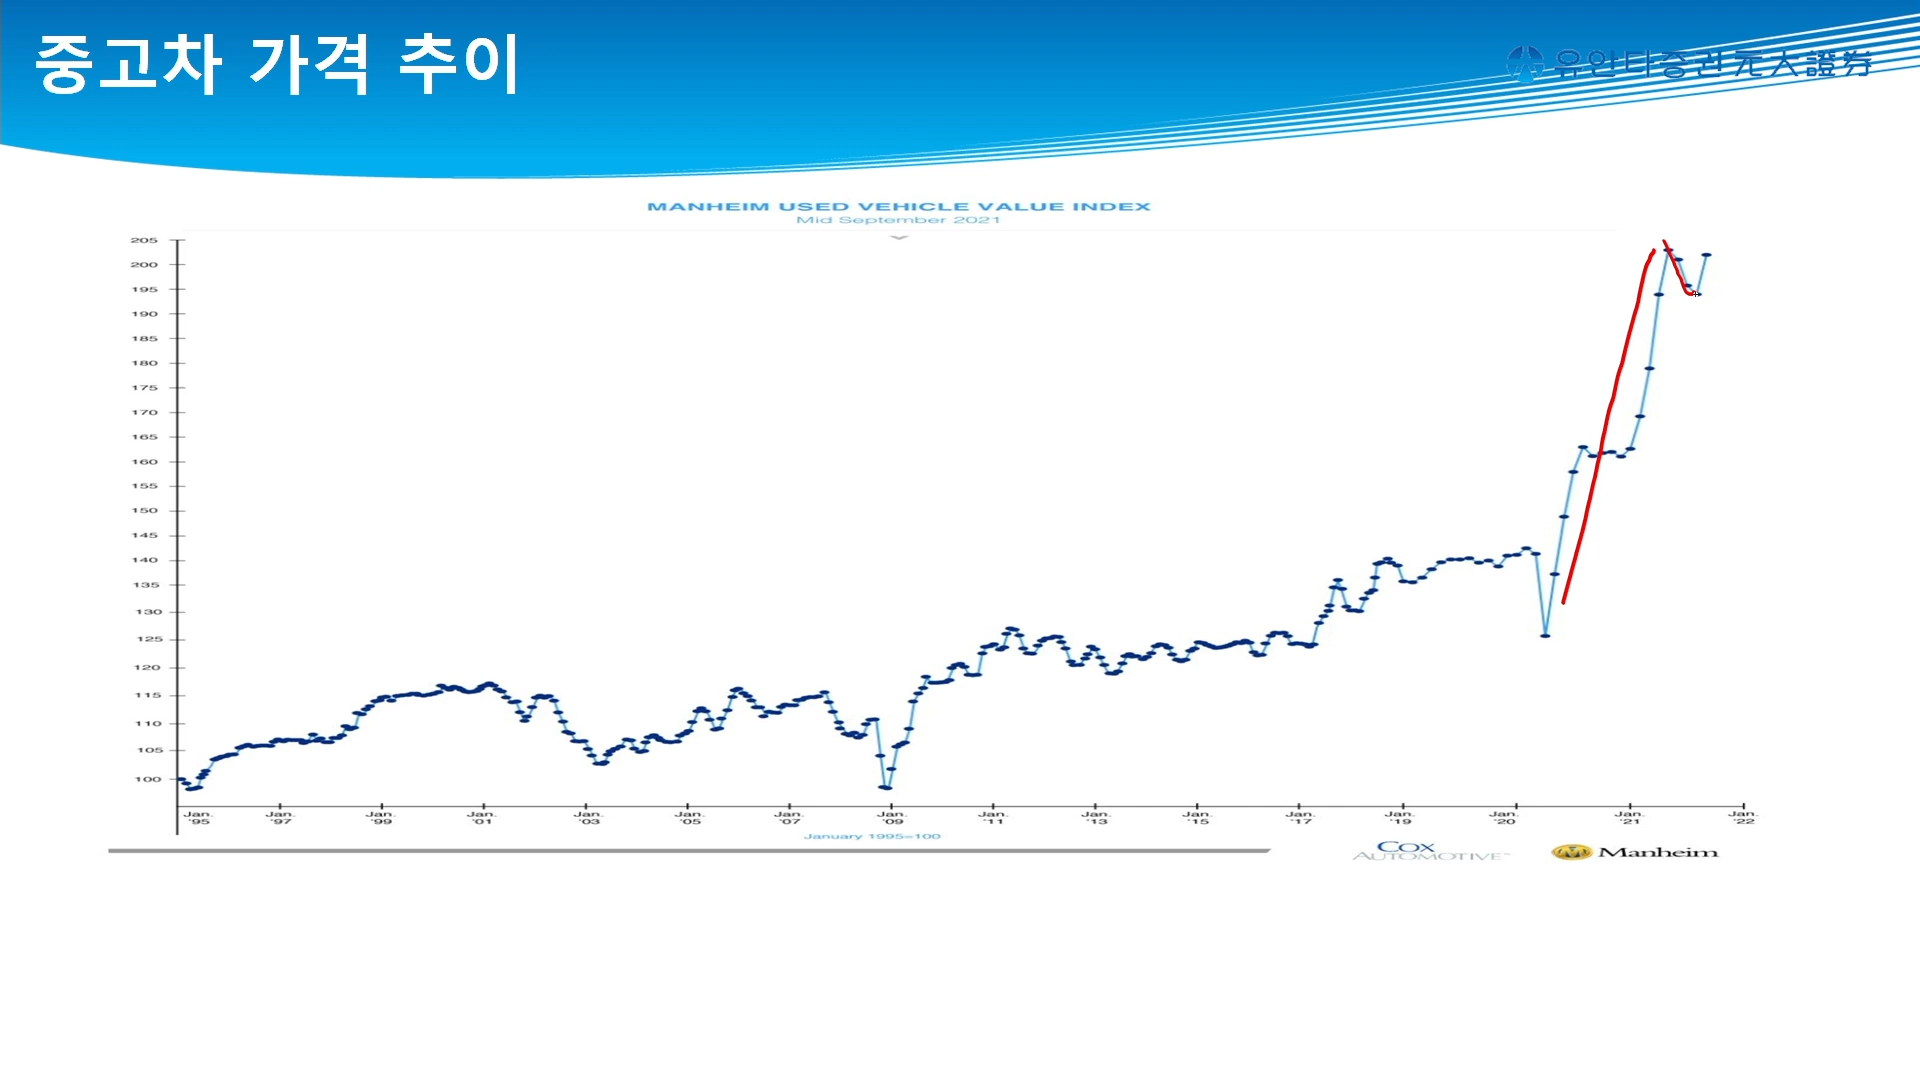 중고차 가격 추이
유안타증권 元大證券
MANHEIM USED VEHICLE VALUE INDEX
Mid September 2021
205
200
195
190
185
180
175
170
165
160
155
150
145
140
135
130
125
120
115
110
105
100
Jan. '95
Jan. '97
Jan. '99
Jan. '01
Jan. '03
Jan. '05
Jan. '07
Jan. '09
Jan. '11
Jan. '13
Jan. '15
Jan. '17
Jan. '19
Jan. '20
Jan. '21
Jan. '22
January 1995=100
Cox
AUTOMOTIVE™
Manheim